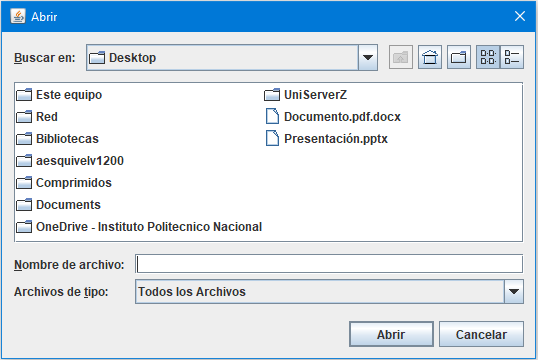 Abrir
Buscar en: Desktop
Este equipo
Red
Bibliotecas
aesquivelv1200
Comprimidos
Documents
OneDrive - Instituto Politecnico Nacional
UniServerZ
Documento.pdf.docx
Presentación.pptx
Nombre de archivo:
Archivos de tipo: Todos los Archivos
Abrir Cancelar